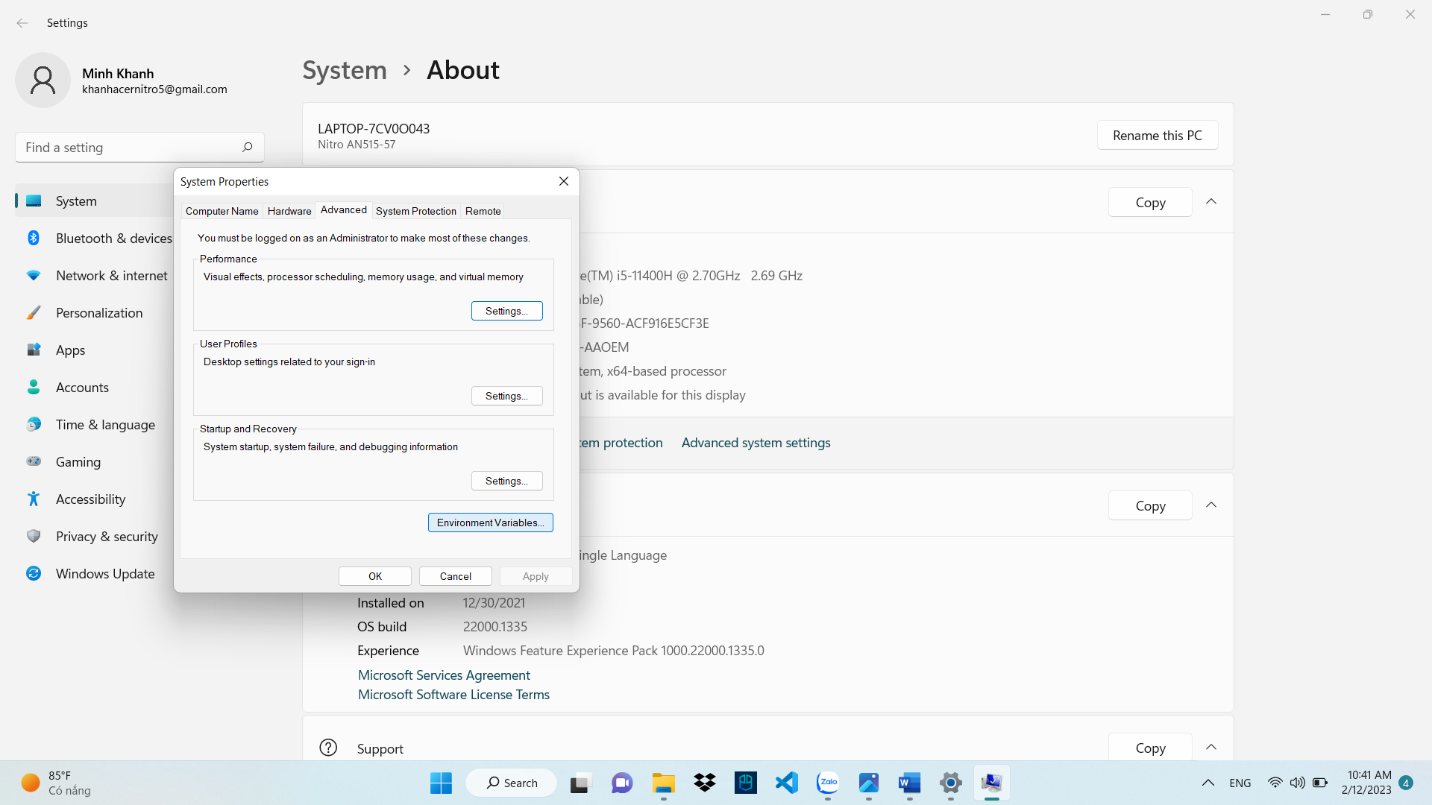 Settings
Minh Khanh
khanhacernitro5@gmail.com
Find a setting
System
Bluetooth & devices
Network & internet
Personalization
Apps
Accounts
Time & language
Gaming
Accessibility
Privacy & security
Windows Update
System > About
LAPTOP-7CV0O043
Nitro AN515-57
Rename this PC
Copy
e(TM) i5-11400H @ 2.70GHz 2.69 GHz
ble)
F-9560-ACF916E5CF3E
-AAOEM
tem, x64-based processor
ut is available for this display
tem protection Advanced system settings
Copy
ingle Language
Installed on 12/30/2021
OS build 22000.1335
Experience Windows Feature Experience Pack 1000.22000.1335.0
Microsoft Services Agreement
Microsoft Software License Terms
Support
Copy
System Properties
Computer Name Hardware Advanced System Protection Remote
You must be logged on as an Administrator to make most of these changes.
Performance
Visual effects, processor scheduling, memory usage, and virtual memory
Settings...
User Profiles
Desktop settings related to your sign-in
Settings...
Startup and Recovery
System startup, system failure, and debugging information
Settings...
Environment Variables...
OK Cancel Apply
85°F
Có nắng
Search
Zalo
W
ENG
10:41 AM
2/12/2023
4